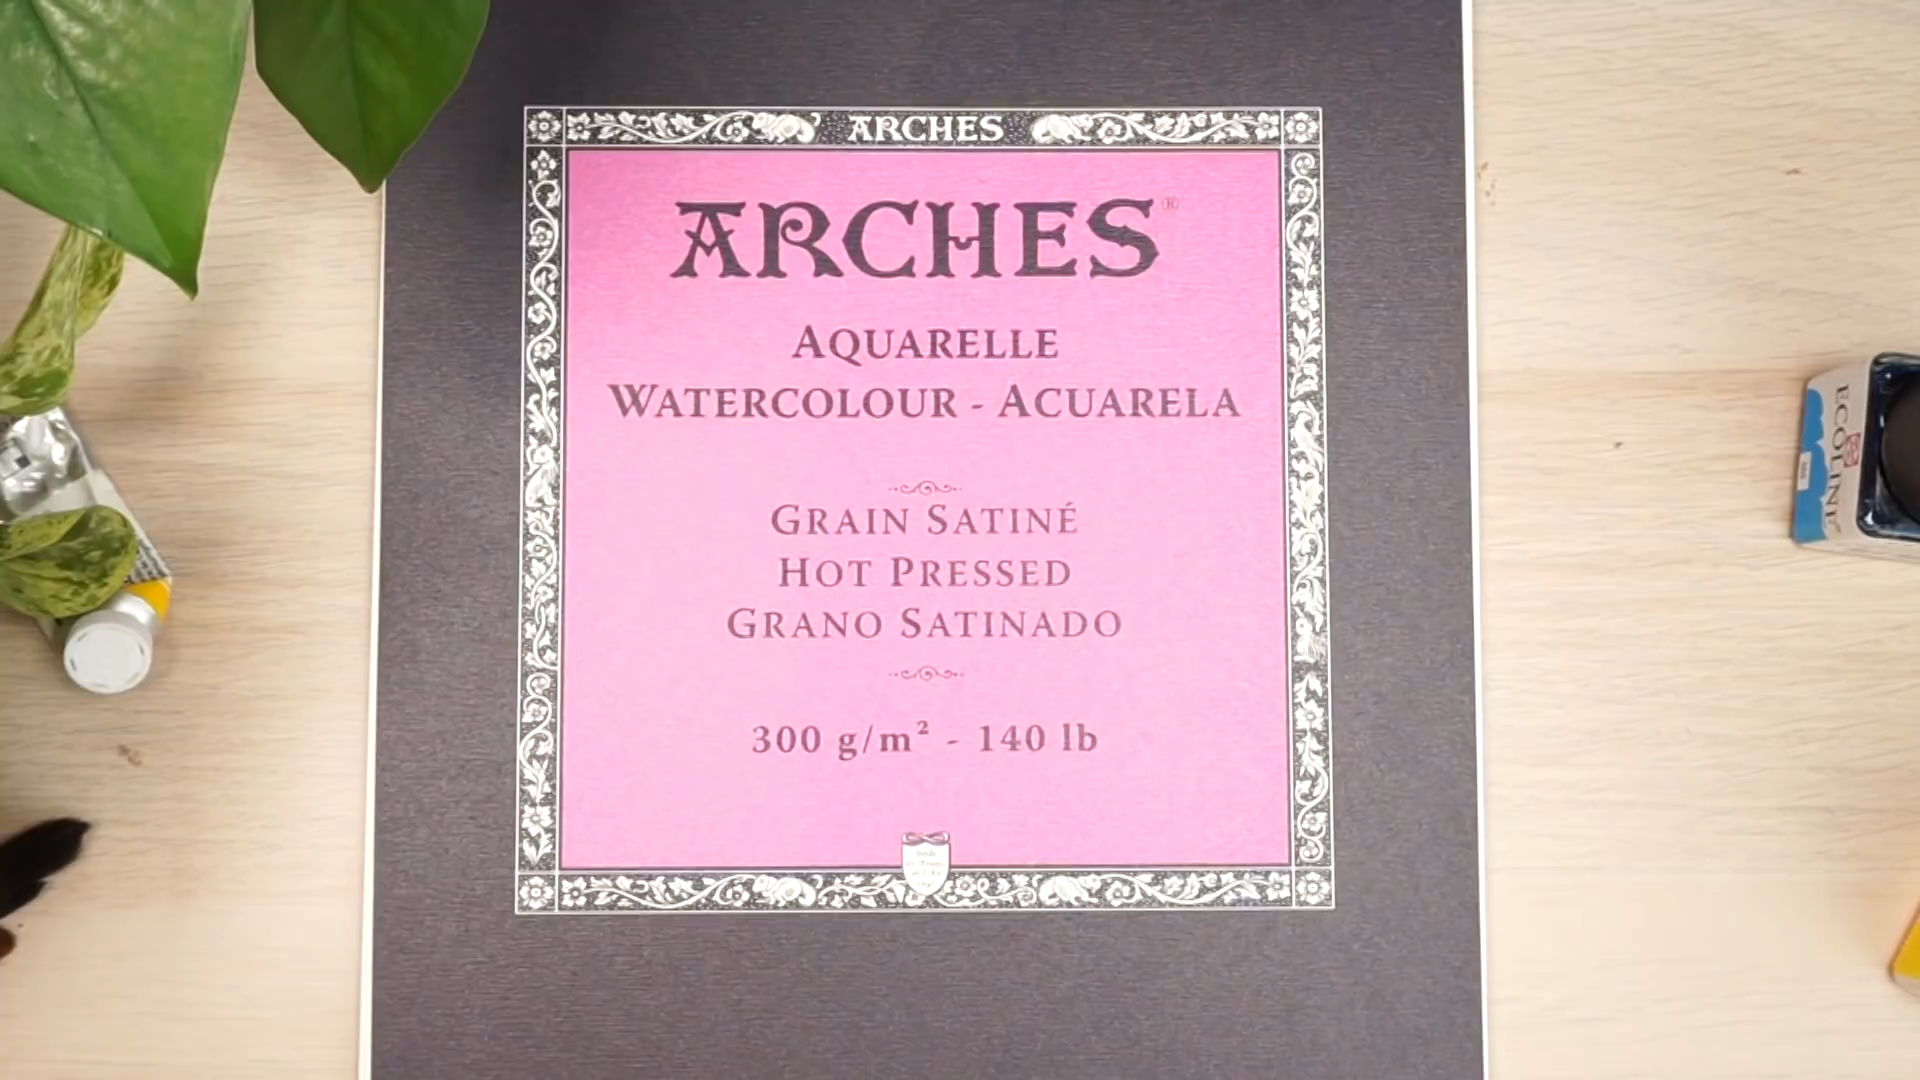 ARCHES
ARCHES®
AQUARELLE
WATERCOLOUR - ACUARELA
GRAIN SATINÉ
HOT PRESSED
GRANO SATINADO
300 g/m² - 140 lb
ECOLINE